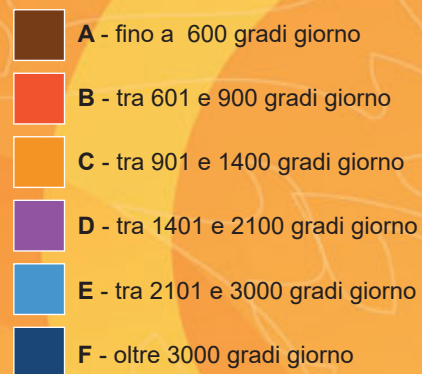 A - fino a 600 gradi giorno
B - tra 601 e 900 gradi giorno
C - tra 901 e 1400 gradi giorno
D - tra 1401 e 2100 gradi giorno
E - tra 2101 e 3000 gradi giorno
F - oltre 3000 gradi giorno